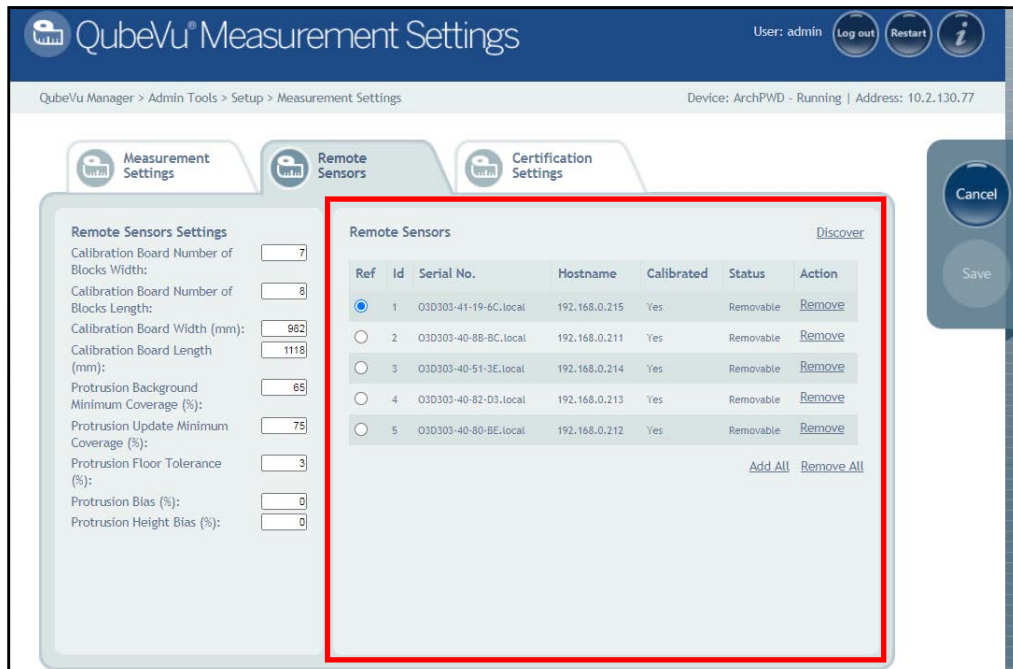 QubeVu® Measurement Settings
User: admin
Log out
Restart
i
QubeVu Manager > Admin Tools > Setup > Measurement Settings
Device: ArchPWD - Running | Address: 10.2.130.77
Measurement
Settings
Remote
Sensors
Certification
Settings
Cancel
Save
Remote Sensors Settings
Calibration Board Number of
Blocks Width:
7
Calibration Board Number of
Blocks Length:
8
Calibration Board Width (mm): 982
Calibration Board Length
(mm):
1118
Protrusion Background
Minimum Coverage (%):
65
Protrusion Update Minimum
Coverage (%):
75
Protrusion Floor Tolerance
(%):
3
Protrusion Bias (%): 0
Protrusion Height Bias (%): 0
Remote Sensors
Discover
Ref Id Serial No. Hostname Calibrated Status Action
1 O3D303-41-19-6C.local 192.168.0.215 Yes Removable Remove
2 O3D303-40-8B-BC.local 192.168.0.211 Yes Removable Remove
3 O3D303-40-51-3E.local 192.168.0.214 Yes Removable Remove
4 O3D303-40-82-D3.local 192.168.0.213 Yes Removable Remove
5 O3D303-40-80-BE.local 192.168.0.212 Yes Removable Remove
Add All Remove All